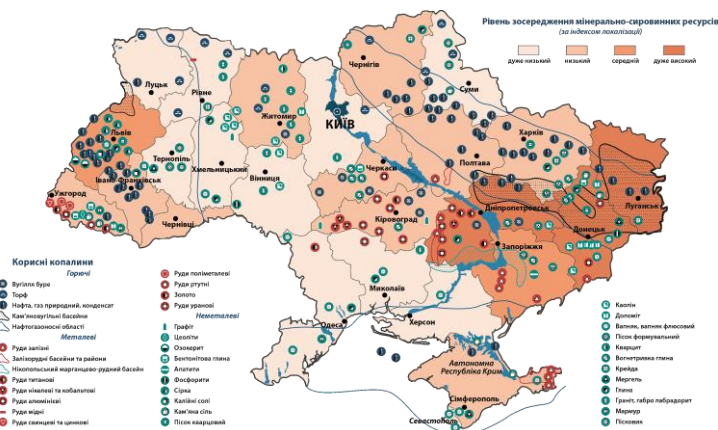 Рівень зосередження мінерально-сировинних ресурсів
(за індексом локалізації)
дуже низький
низький
середній
дуже високий
Чернігів
Луцьк
Рівне
Суми
Житомир
КИЇВ
Львів
Харків
Тернопіль
Полтава
Хмельницький
Черкаси
Вінниця
Івано-Франківськ
Луганськ
Ужгород
Дніпропетровськ
Кіровоград
Чернівці
Донецьк
Запоріжжя
Миколаїв
Одеса
Херсон
Автономна
Республіка Крим
Сімферополь
Севастополь
Корисні копалини
Горючі
Вугілля буре
Торф
Нафта, газ природний, конденсат
Кам'яновугільні басейни
Нафтогазоносні області
Металеві
Руди залізні
Залізорудні басейни та райони
Нікопольський марганцево-рудний басейн
Руди титанові
Руди нікелеві та кобальтові
Руди алюмінієві
Руди мідні
Руди свинцеві та цинкові
Руди поліметалеві
Руди ртутні
Золото
Руди уранові
Неметалеві
Графіт
Цеоліти
Озокерит
Бентонітова глина
Апатити
Фосфорити
Сірка
Калійні солі
Кам'яна сіль
Пісок кварцовий
Каолін
Доломіт
Вапняк, вапняк флюсовий
Пісок формувальний
Кварцит
Вогнетривка глина
Крейда
Мергель
Глина
Граніт, габро лабрадорит
Мармур
Пісковик